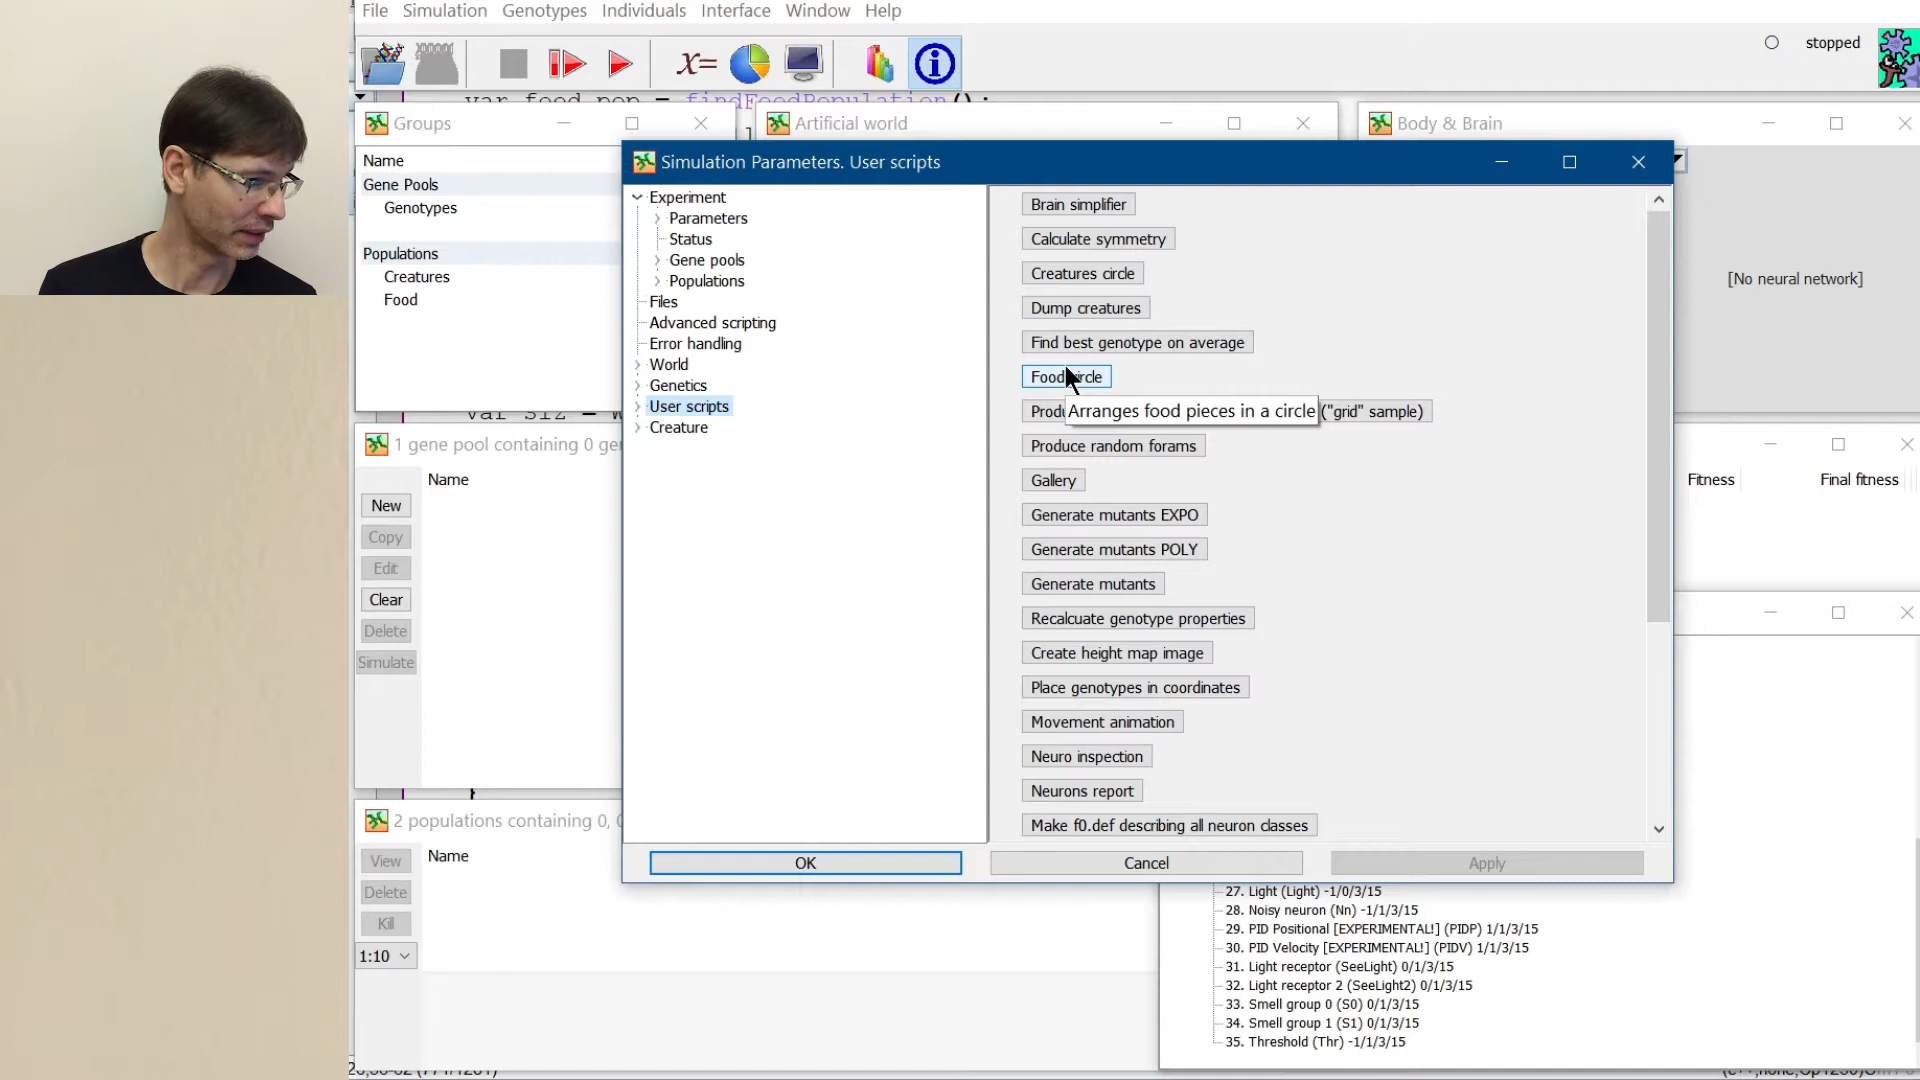 File Simulation Genotypes Individuals Interface Window Help
x=
stopped
var food_pop = findFoodPopulation();
Groups
Artificial world
Body & Brain
Name
Gene Pools
Genotypes
Populations
Creatures
Food
Simulation Parameters. User scripts
Experiment
Parameters
Status
Gene pools
Populations
Files
Advanced scripting
Error handling
World
Genetics
User scripts
Creature
Brain simplifier
Calculate symmetry
Creatures circle
Dump creatures
Find best genotype on average
Food circle
Arranges food pieces in a circle ("grid" sample)
Produce random forams
Gallery
Generate mutants EXPO
Generate mutants POLY
Generate mutants
Recalcuate genotype properties
Create height map image
Place genotypes in coordinates
Movement animation
Neuro inspection
Neurons report
Make f0.def describing all neuron classes
OK Cancel Apply
[No neural network]
1 gene pool containing 0 ge
Name
New
Copy
Edit
Clear
Delete
Simulate
Fitness Final fitness
2 populations containing 0, 0
Name
View
Delete
Kill
1:10
27. Light (Light) -1/0/3/15
28. Noisy neuron (Nn) -1/1/3/15
29. PID Positional [EXPERIMENTAL!] (PIDP) 1/1/3/15
30. PID Velocity [EXPERIMENTAL!] (PIDV) 1/1/3/15
31. Light receptor (SeeLight) 0/1/3/15
32. Light receptor 2 (SeeLight2) 0/1/3/15
33. Smell group 0 (S0) 0/1/3/15
34. Smell group 1 (S1) 0/1/3/15
35. Threshold (Thr) -1/1/3/15